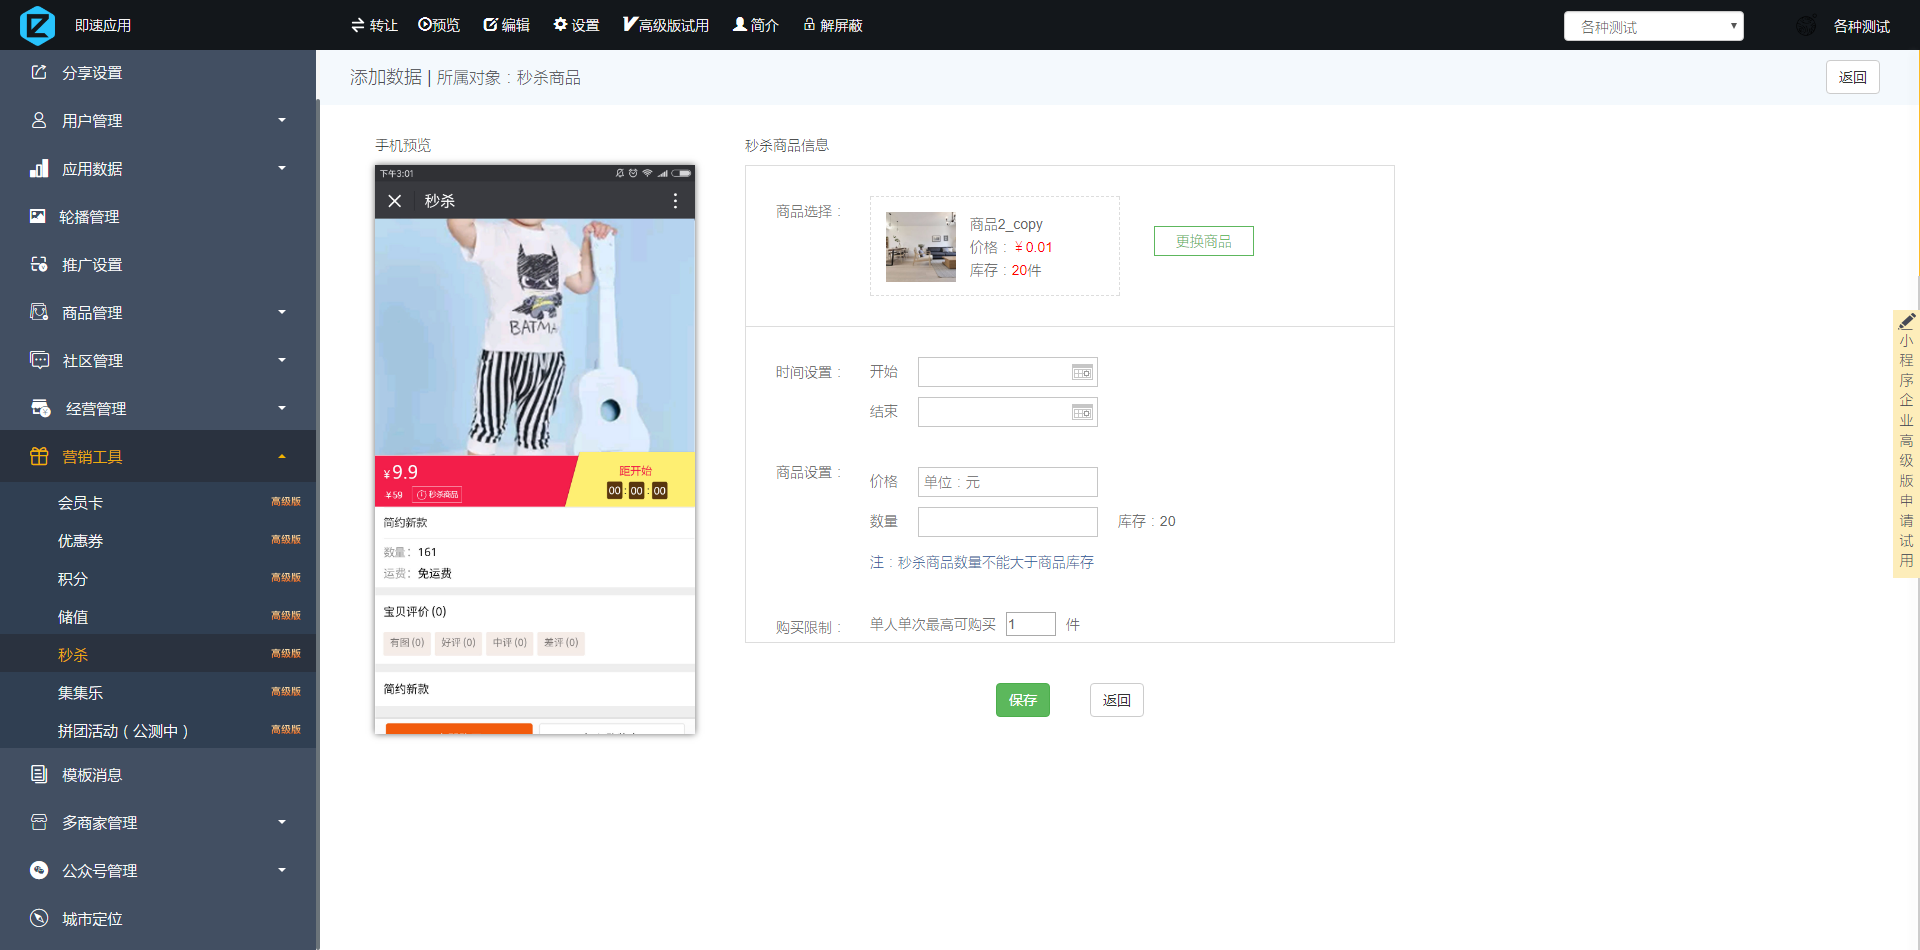 即速应用
转让
预览
编辑
设置
高级版试用
简介
解屏蔽
各种测试
各种测试
分享设置
用户管理
应用数据
轮播管理
推广设置
商品管理
社区管理
经营管理
营销工具
会员卡 高级版
优惠券 高级版
积分 高级版
储值 高级版
秒杀 高级版
集集乐 高级版
拼团活动（公测中） 高级版
模板消息
多商家管理
公众号管理
城市定位
添加数据 | 所属对象：秒杀商品
返回
手机预览
下午3:01
秒杀
BATMA
¥9.9
¥59 秒杀商品
距开始
00:00:00
简约新款
数量：161
运费：免运费
宝贝评价(0)
有图(0) 好评(0) 中评(0) 差评(0)
简约新款
秒杀商品信息
商品选择：
商品2_copy
价格：¥0.01
库存：20件
更换商品
时间设置： 开始
结束
商品设置： 价格 单位：元
数量 库存：20
注：秒杀商品数量不能大于商品库存
购买限制： 单人单次最高可购买 1 件
保存
返回
小程序企业高级版申请试用